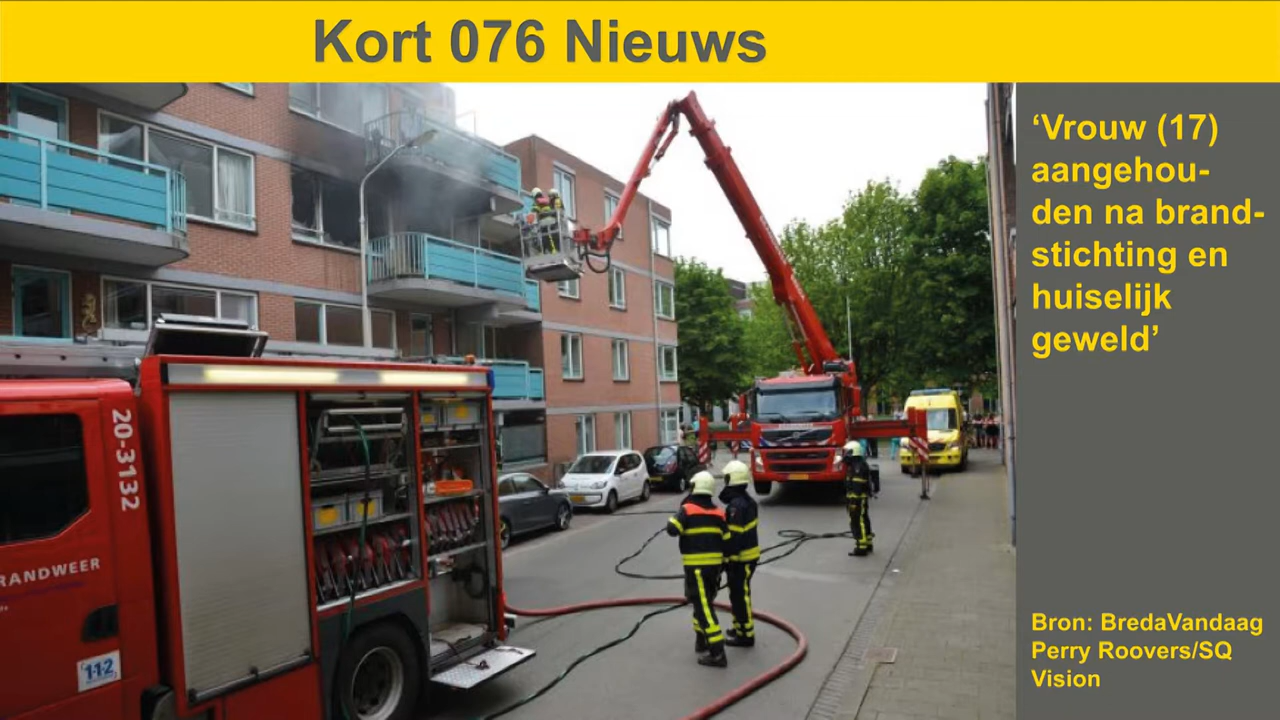 Kort 076 Nieuws
‘Vrouw (17)
aangehou-
den na brand-
stichting en
huiselijk
geweld’
20-3132
RANDWEER
112
Bron: BredaVandaag
Perry Roovers/SQ
Vision